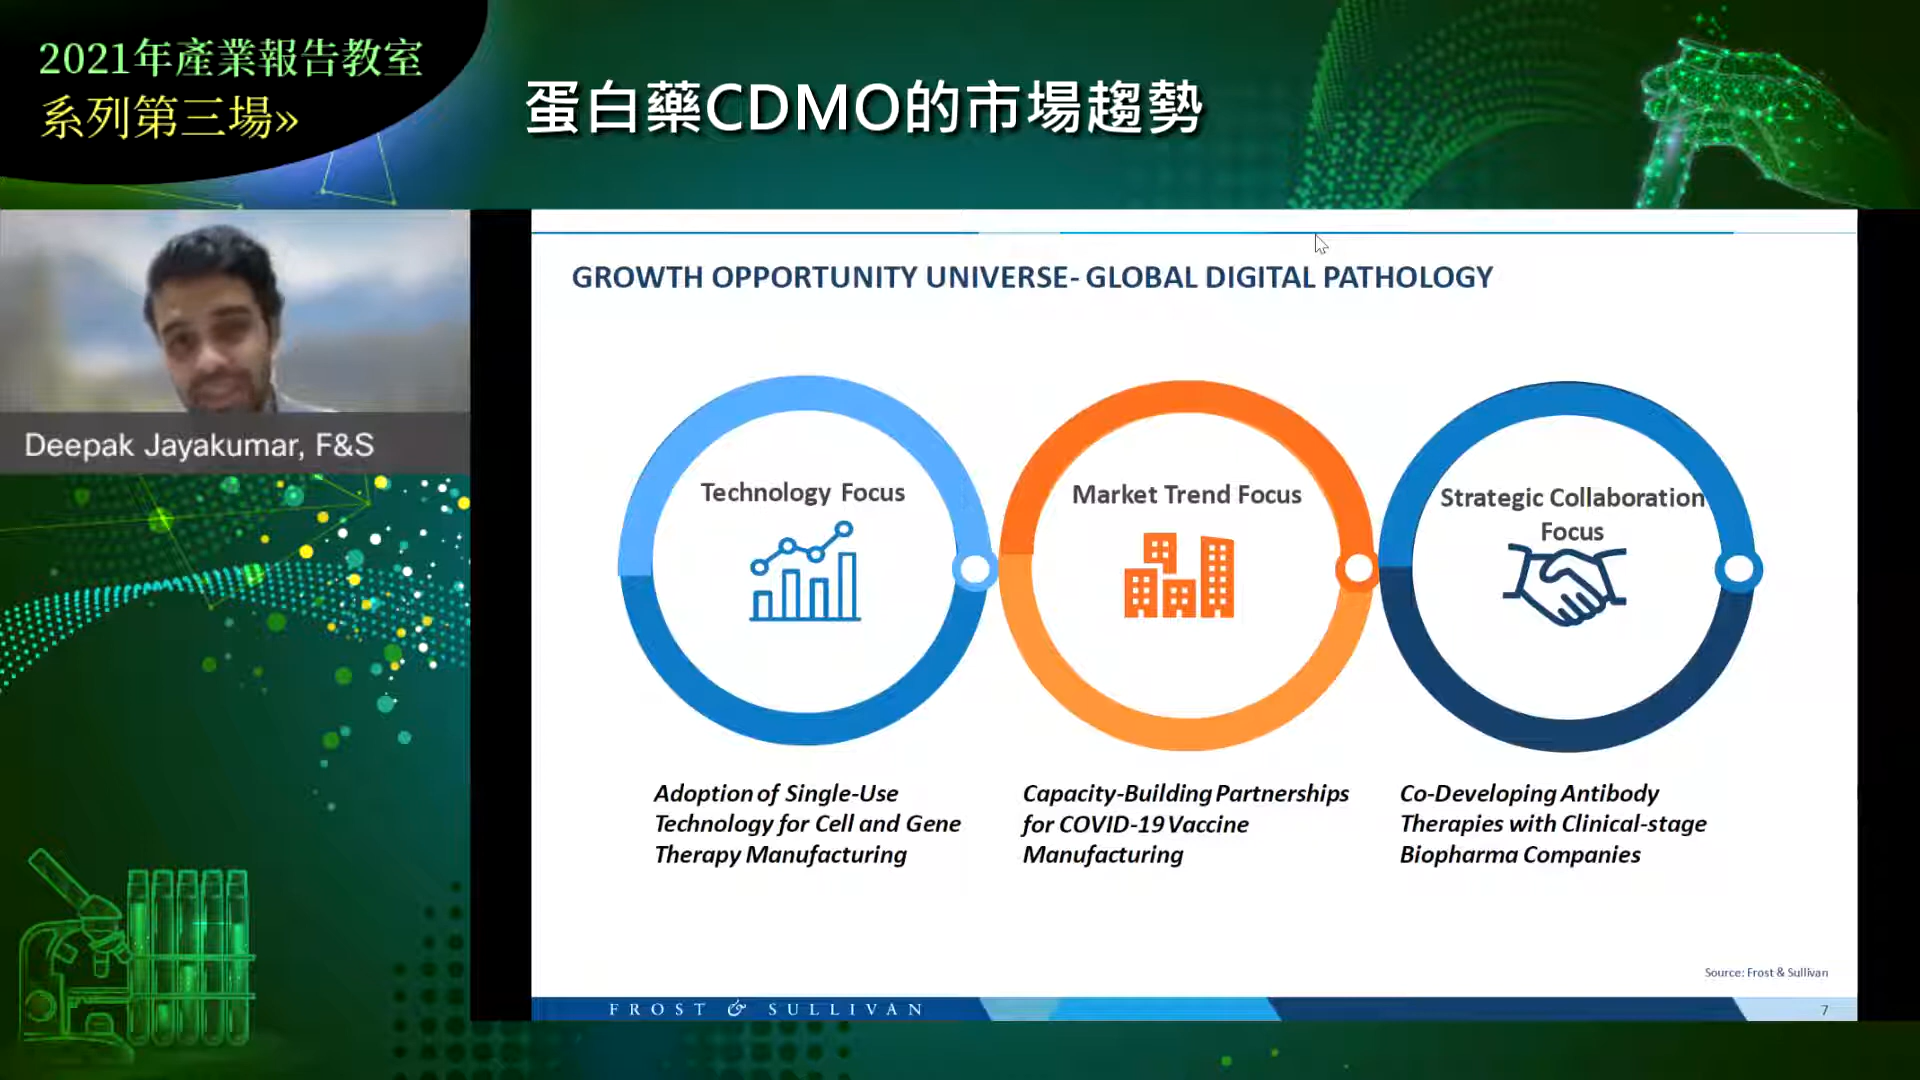 2021年產業報告教室
系列第三場»
蛋白藥CDMO的市場趨勢
Deepak Jayakumar, F&S
GROWTH OPPORTUNITY UNIVERSE- GLOBAL DIGITAL PATHOLOGY
Technology Focus
Market Trend Focus
Strategic Collaboration
Focus
Adoption of Single-Use
Technology for Cell and Gene
Therapy Manufacturing
Capacity-Building Partnerships
for COVID-19 Vaccine
Manufacturing
Co-Developing Antibody
Therapies with Clinical-stage
Biopharma Companies
Source: Frost & Sullivan
FROST & SULLIVAN
7